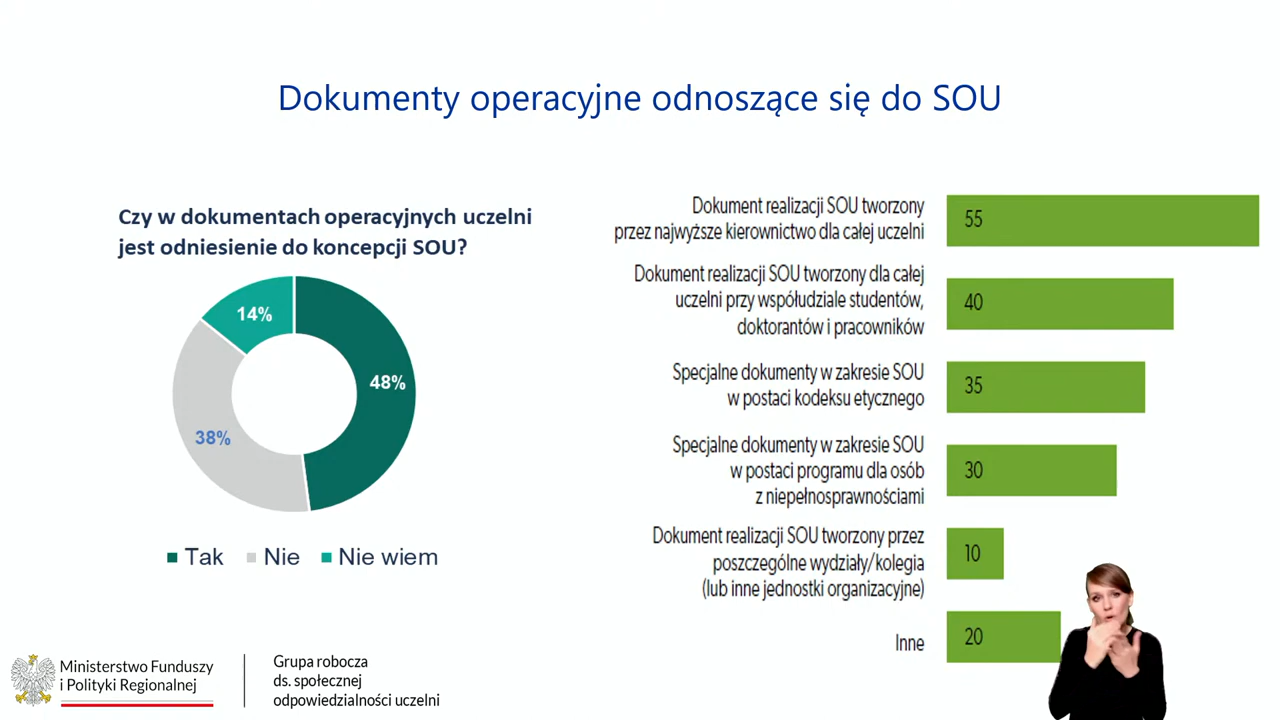 Dokumenty operacyjne odnoszące się do SOU
Czy w dokumentach operacyjnych uczelni
jest odniesienie do koncepcji SOU?
14%
48%
38%
Tak
Nie
Nie wiem
Dokument realizacji SOU tworzony
przez najwyższe kierownictwo dla całej uczelni
55
Dokument realizacji SOU tworzony dla całej
uczelni przy współudziale studentów,
doktorantów i pracowników
40
Specjalne dokumenty w zakresie SOU
w postaci kodeksu etycznego
35
Specjalne dokumenty w zakresie SOU
w postaci programu dla osób
z niepełnosprawnościami
30
Dokument realizacji SOU tworzony przez
poszczególne wydziały/kolegia
(lub inne jednostki organizacyjne)
10
Inne
20
Ministerstwo Funduszy
i Polityki Regionalnej
Grupa robocza
ds. społecznej
odpowiedzialności uczelni